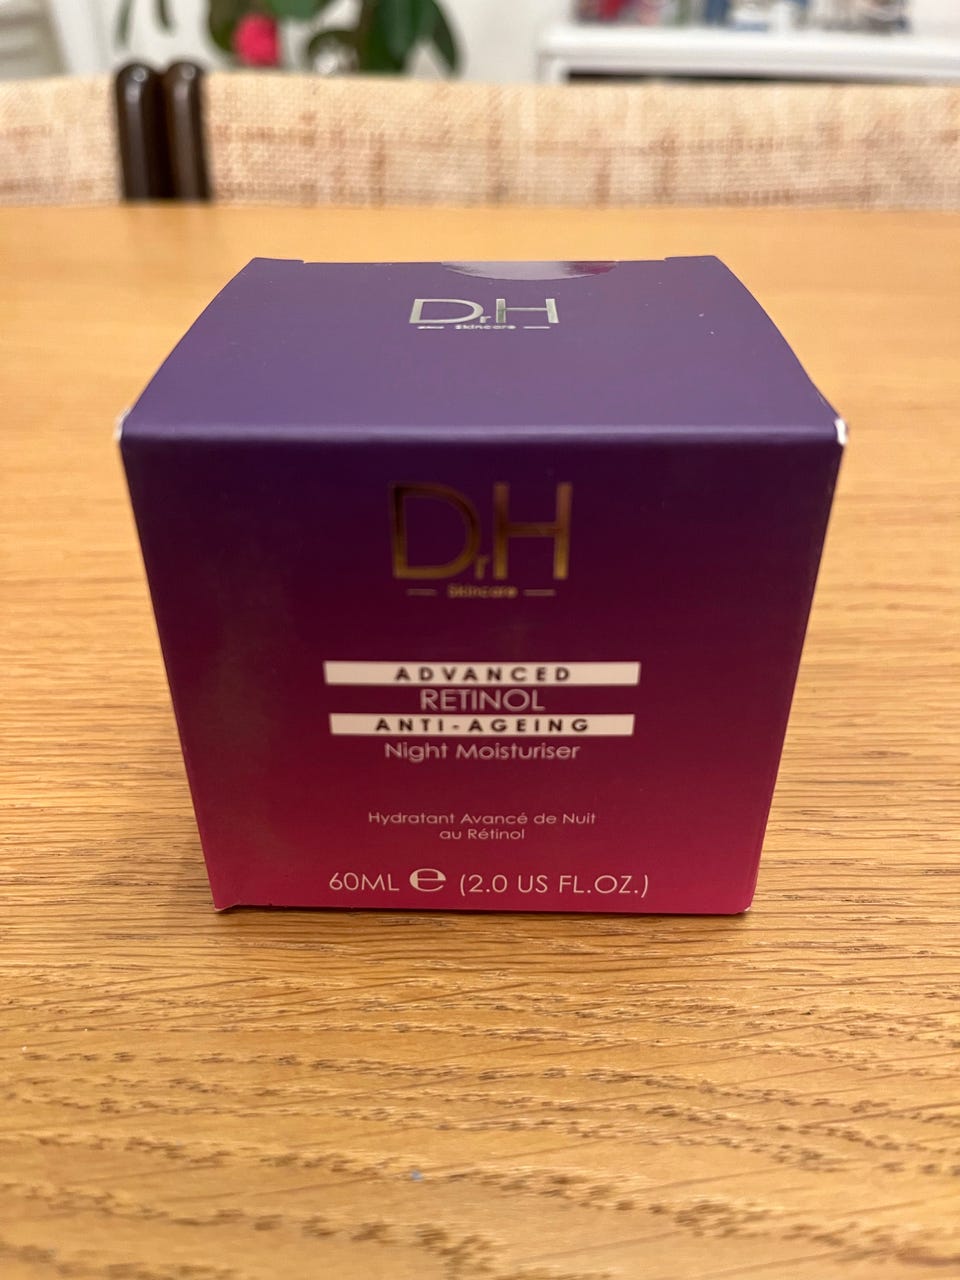 DrH
Skincare
DrH
Skincare
ADVANCED
RETINOL
ANTI-AGEING
Night Moisturiser
Hydratant Avancé de Nuit
au Rétinol
60ML ℮ (2.0 US FL.OZ.)